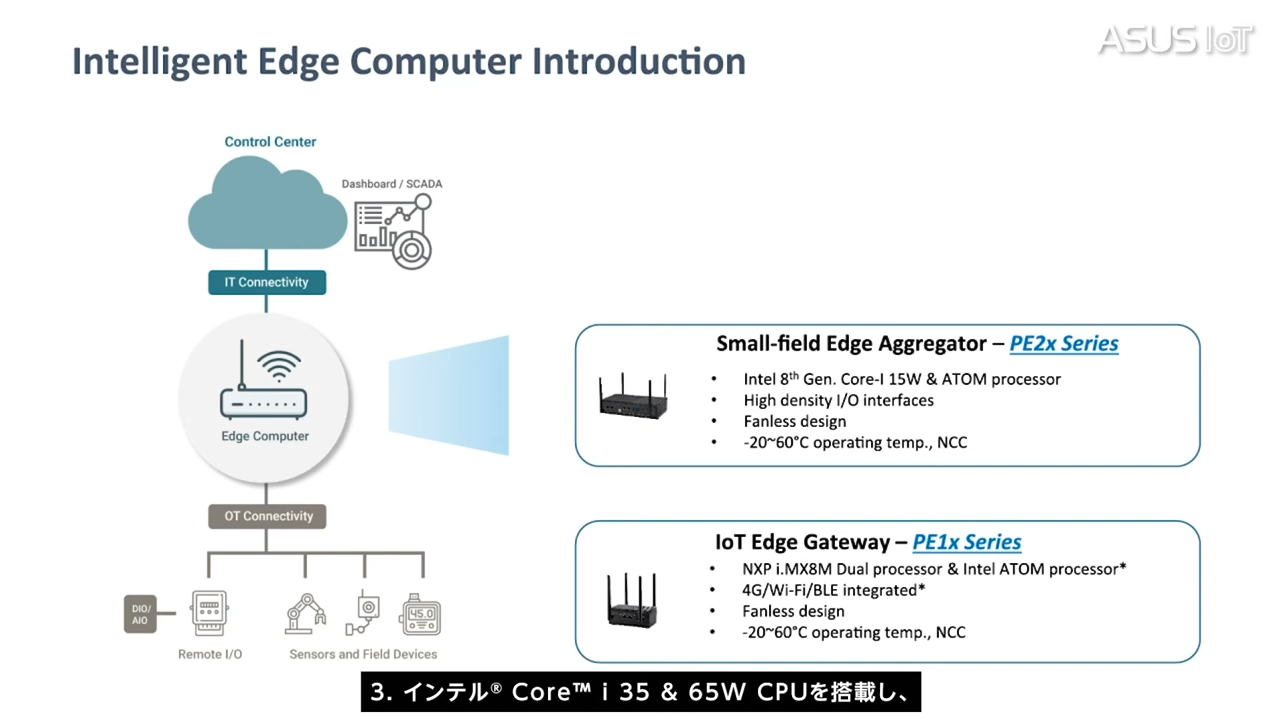 Intelligent Edge Computer Introduction
ASUS IoT
Control Center
Dashboard / SCADA
IT Connectivity
Edge Computer
OT Connectivity
DIO/
AIO
45.0
Remote I/O
Sensors and Field Devices
Small-field Edge Aggregator – PE2x Series
• Intel 8th Gen. Core-I 15W & ATOM processor
• High density I/O interfaces
• Fanless design
• -20~60°C operating temp., NCC
IoT Edge Gateway – PE1x Series
• NXP i.MX8M Dual processor & Intel ATOM processor*
• 4G/Wi-Fi/BLE integrated*
• Fanless design
• -20~60°C operating temp., NCC
3. インテル® Core™ i 35 & 65W CPUを搭載し、